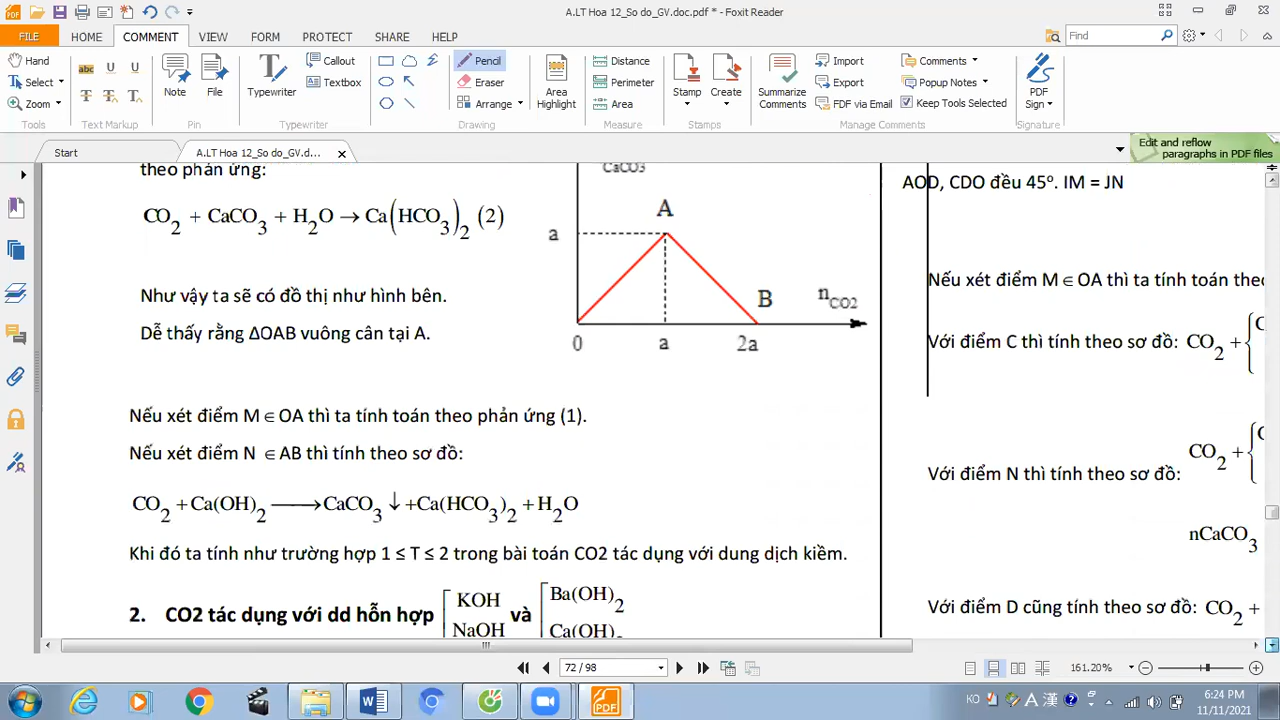 A.LT Hoa 12_So do_GV.doc.pdf * - Foxit Reader
FILE HOME COMMENT VIEW FORM PROTECT SHARE HELP
Find
Hand
Select
Zoom
Tools
Text Markup
Note
File
Pin
Typewriter
Callout
Textbox
Typewriter
Pencil
Eraser
Arrange
Drawing
Area Highlight
Distance
Perimeter
Area
Measure
Stamp
Create
Stamps
Summarize Comments
Import
Export
FDF via Email
Comments
Popup Notes
Keep Tools Selected
Manage Comments
PDF Sign
Signature
Start
A.LT Hoa 12_So do_GV.d...
Edit and reflow
paragraphs in PDF files
theo phản ứng:
CO2 + CaCO3 + H2O → Ca(HCO3)2 (2)
Như vậy ta sẽ có đồ thị như hình bên.
Dễ thấy rằng ΔOAB vuông cân tại A.
CaCO3
A
a
B
nCO2
0 a 2a
Nếu xét điểm M ∈ OA thì ta tính toán theo phản ứng (1).
Nếu xét điểm N ∈ AB thì tính theo sơ đồ:
CO2 + Ca(OH)2 ⟶ CaCO3 ↓ +Ca(HCO3)2 + H2O
Khi đó ta tính như trường hợp 1 ≤ T ≤ 2 trong bài toán CO2 tác dụng với dung dịch kiềm.
2. CO2 tác dụng với dd hỗn hợp [KOH NaOH và [Ba(OH)2 Ca(OH)2
AOD, CDO đều 45º. IM = JN
Nếu xét điểm M ∈ OA thì ta tính toán theo
Với điểm C thì tính theo sơ đồ: CO2 + {C
Với điểm N thì tính theo sơ đồ: CO2 + {C
nCaCO3
Với điểm D cũng tính theo sơ đồ: CO2 +
72 / 98
161.20%
KO A 漢
6:24 PM
11/11/2021